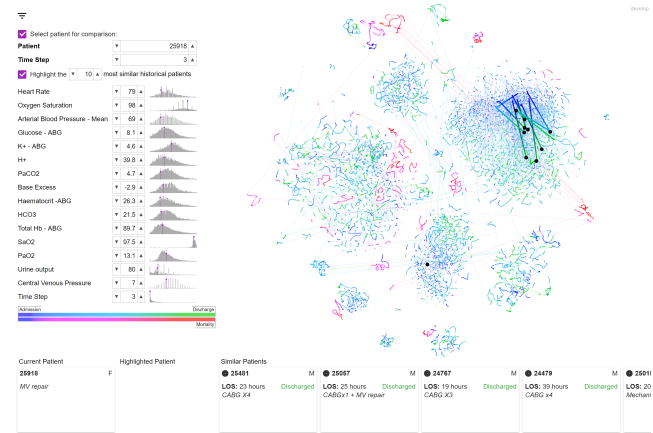 develop
Select patient for comparison:
Patient 25918
Time Step 3
Highlight the 10 most similar historical patients
Heart Rate 79
Oxygen Saturation 98
Arterial Blood Pressure - Mean 69
Glucose - ABG 8.1
K+ - ABG 4.6
H+ 39.8
PaCO2 4.7
Base Excess -2.9
Haematocrit -ABG 26.3
HCO3 21.5
Total Hb - ABG 89.7
SaO2 97.5
PaO2 13.1
Urine output 80
Central Venous Pressure 7
Time Step 3
Admission Discharge
Mortality
Current Patient Highlighted Patient Similar Patients
25918 F
MV repair
25481 M
LOS: 23 hours Discharged
CABG X4
25057 M
LOS: 25 hours Discharged
CABGx1 + MV repair
24767 M
LOS: 19 hours Discharged
CABG X3
24479 M
LOS: 39 hours Discharged
CABG x4
LOS: 20